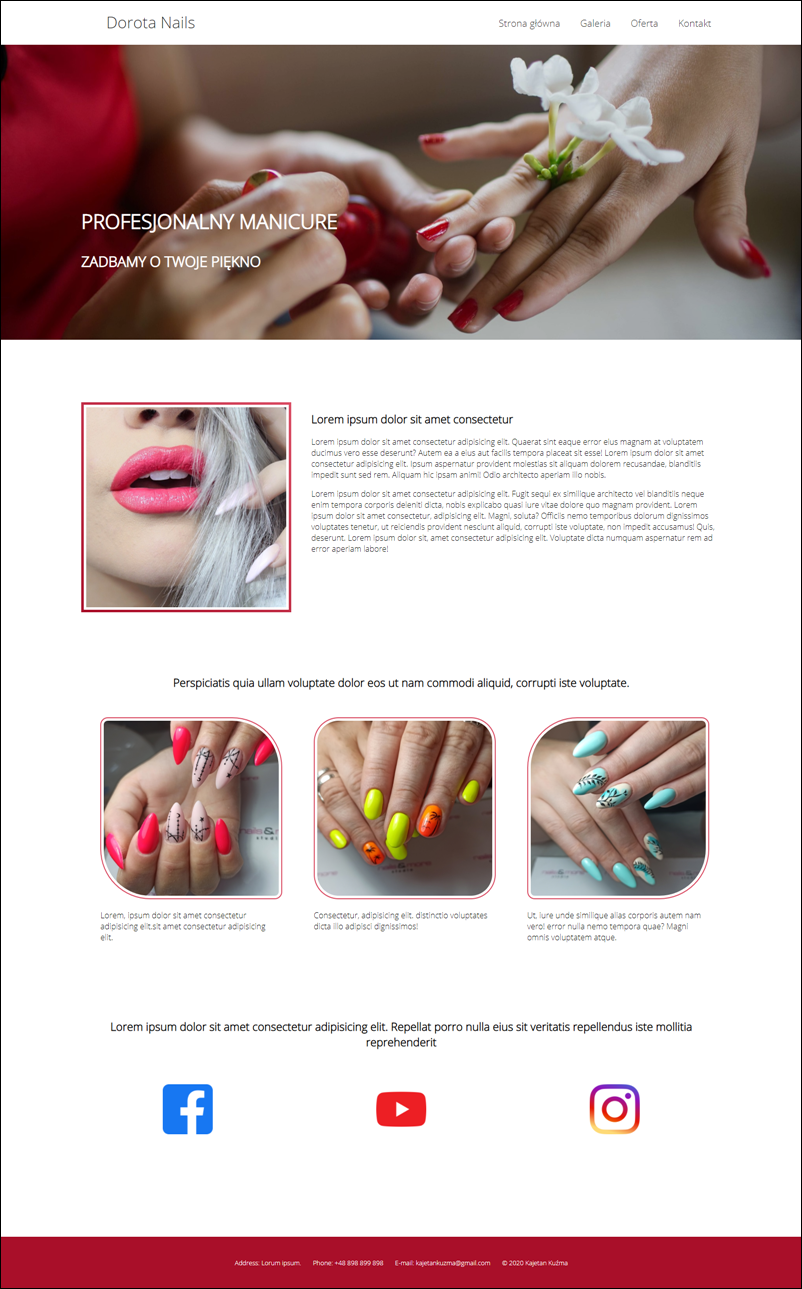 Dorota Nails
Strona główna Galeria Oferta Kontakt
PROFESJONALNY MANICURE
ZADBAMY O TWOJE PIĘKNO
Lorem ipsum dolor sit amet consectetur
Lorem ipsum dolor sit amet consectetur adipisicing elit. Quaerat sint eaque error eius magnam at voluptatem
ducimus vero esse deserunt? Autem ea a eius aut facilis tempora placeat sit esse! Lorem ipsum dolor sit amet
consectetur adipisicing elit. Ipsum aspernatur provident molestias sit aliquam dolorem recusandae, blanditiis
impedit sunt sed rem. Aliquam hic ipsam animi! Odio architecto aperiam illo nobis.
Lorem ipsum dolor sit amet consectetur adipisicing elit. Fugit sequi ex similique architecto vel blanditiis neque
enim tempora corporis deleniti dicta, nobis explicabo quasi iure vitae dolore quo magnam provident. Lorem
ipsum dolor sit amet consectetur, adipisicing elit. Magni, soluta? Officiis nemo temporibus dolorum dignissimos
voluptates tenetur, ut reiciendis provident nesciunt aliquid, corrupti iste voluptate, non impedit accusamus! Quis,
deserunt. Lorem ipsum dolor sit, amet consectetur adipisicing elit. Voluptate dicta numquam aspernatur rem ad
error aperiam labore!
Perspiciatis quia ullam voluptate dolor eos ut nam commodi aliquid, corrupti iste voluptate.
Lorem, ipsum dolor sit amet consectetur
adipisicing elit.sit amet consectetur adipisicing
elit.
Consectetur, adipisicing elit. distinctio voluptates
dicta illo adipisci dignissimos!
Ut, iure unde similique alias corporis autem nam
vero! error nulla nemo tempora quae? Magni
omnis voluptatem atque.
Lorem ipsum dolor sit amet consectetur adipisicing elit. Repellat porro nulla eius sit veritatis repellendus iste mollitia
reprehenderit
Address: Lorum ipsum. Phone: +48 898 899 898 E-mail: kajetankuzma@gmail.com © 2020 Kajetan Kuźma